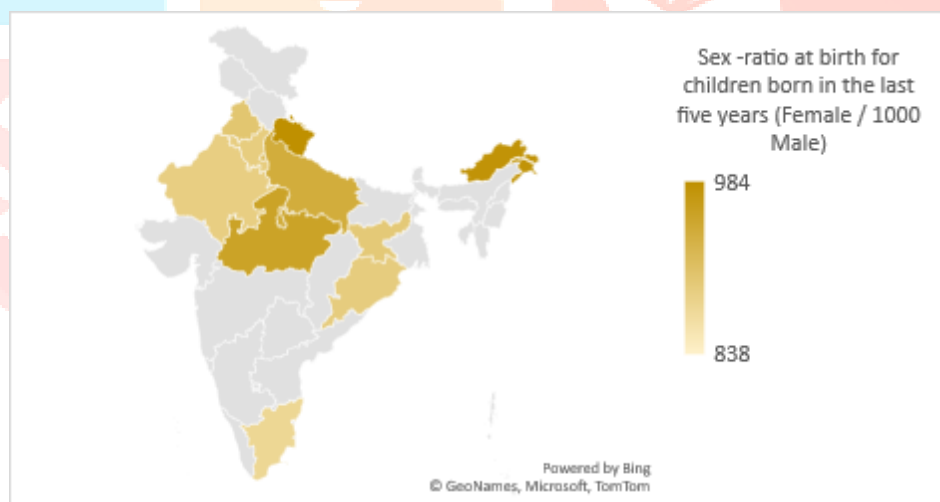 Sex -ratio at birth for
children born in the last
five years (Female / 1000
Male)
984
838
Powered by Bing
© GeoNames, Microsoft, TomTom